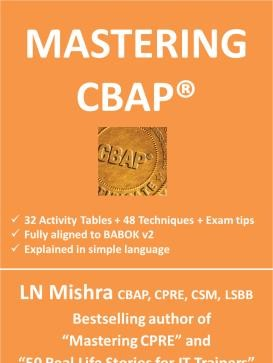 MASTERING
CBAP®
CBAP®
✓ 32 Activity Tables + 48 Techniques + Exam tips
✓ Fully aligned to BABOK v2
✓ Explained in simple language
LN Mishra CBAP, CPRE, CSM, LSBB
Bestselling author of
“Mastering CPRE” and
“50 Real Life Stories for IT Trainers”